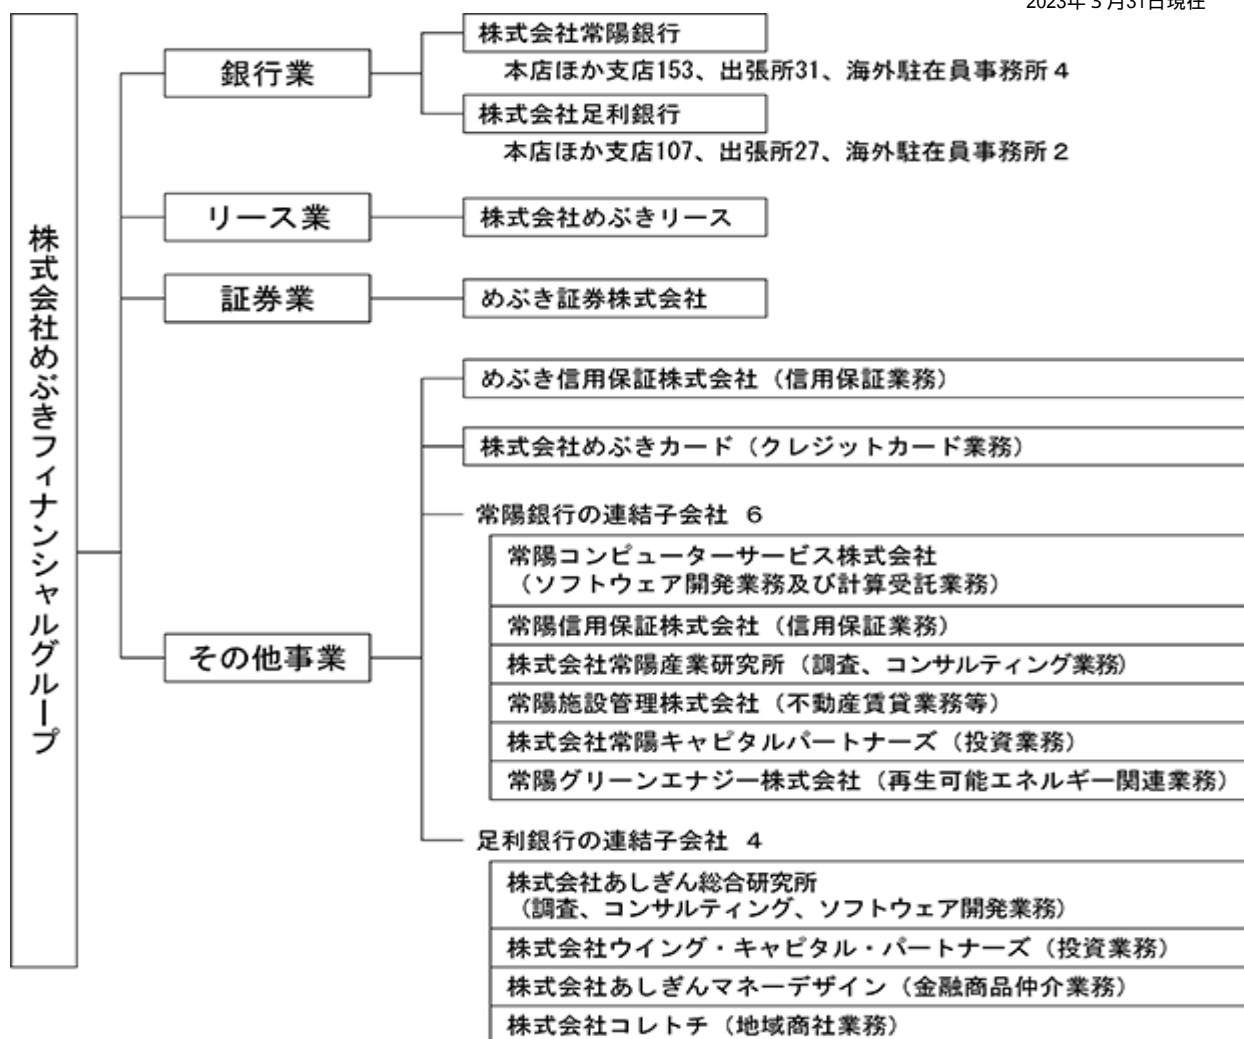 2023年３月31日現在
株式会社めぶきフィナンシャルグループ
銀行業
株式会社常陽銀行
本店ほか支店153、出張所31、海外駐在員事務所４
株式会社足利銀行
本店ほか支店107、出張所27、海外駐在員事務所２
リース業
株式会社めぶきリース
証券業
めぶき証券株式会社
その他事業
めぶき信用保証株式会社（信用保証業務）
株式会社めぶきカード（クレジットカード業務）
常陽銀行の連結子会社 ６
常陽コンピューターサービス株式会社
（ソフトウェア開発業務及び計算受託業務）
常陽信用保証株式会社（信用保証業務）
株式会社常陽産業研究所（調査、コンサルティング業務）
常陽施設管理株式会社（不動産賃貸業務等）
株式会社常陽キャピタルパートナーズ（投資業務）
常陽グリーンエナジー株式会社（再生可能エネルギー関連業務）
足利銀行の連結子会社 ４
株式会社あしぎん総合研究所
（調査、コンサルティング、ソフトウェア開発業務）
株式会社ウイング・キャピタル・パートナーズ（投資業務）
株式会社あしぎんマネーデザイン（金融商品仲介業務）
株式会社コレトチ（地域商社業務）